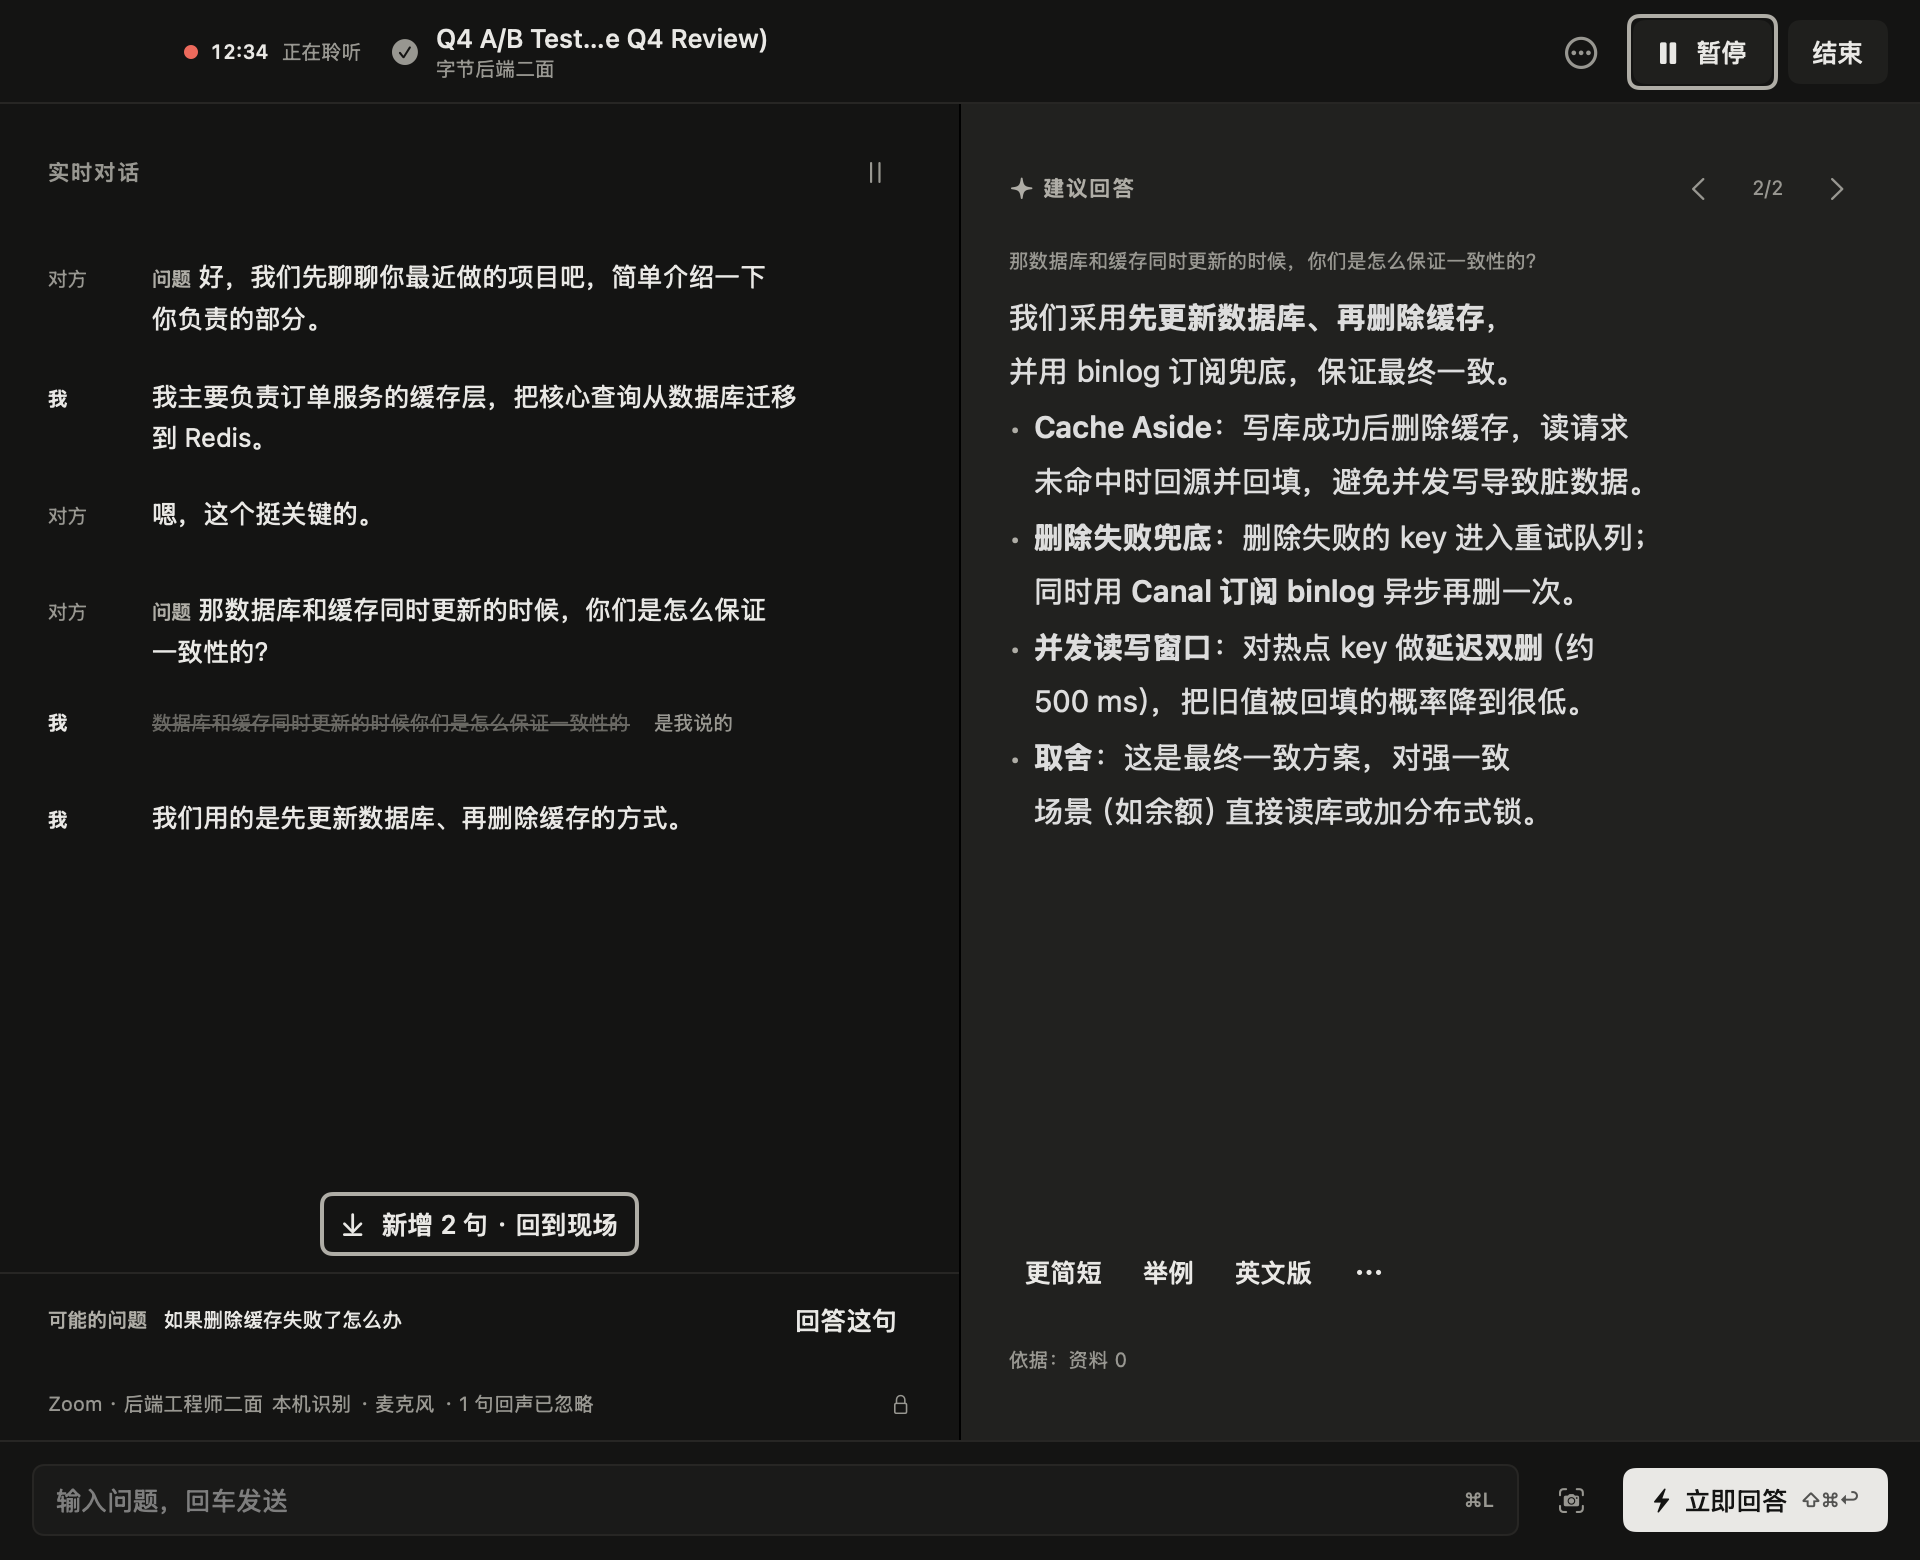 12:34 正在聆听
Q4 A/B Test...e Q4 Review)
字节后端二面
暂停
结束
实时对话
对方 问题 好，我们先聊聊你最近做的项目吧，简单介绍一下
你负责的部分。
我 我主要负责订单服务的缓存层，把核心查询从数据库迁移
到 Redis。
对方 嗯，这个挺关键的。
对方 问题 那数据库和缓存同时更新的时候，你们是怎么保证
一致性的?
我 数据库和缓存同时更新的时候你们是怎么保证一致性的 是我说的
我 我们用的是先更新数据库、再删除缓存的方式。
新增 2 句 · 回到现场
可能的问题 如果删除缓存失败了怎么办 回答这句
Zoom · 后端工程师二面 本机识别 · 麦克风 · 1 句回声已忽略
建议回答
2/2
那数据库和缓存同时更新的时候，你们是怎么保证一致性的?
我们采用先更新数据库、再删除缓存，
并用 binlog 订阅兜底，保证最终一致。
• Cache Aside：写库成功后删除缓存，读请求
未命中时回源并回填，避免并发写导致脏数据。
• 删除失败兜底：删除失败的 key 进入重试队列；
同时用 Canal 订阅 binlog 异步再删一次。
• 并发读写窗口：对热点 key 做延迟双删（约
500 ms），把旧值被回填的概率降到很低。
• 取舍：这是最终一致方案，对强一致
场景（如余额）直接读库或加分布式锁。
更简短 举例 英文版 ···
依据：资料 0
输入问题，回车发送 ⌘L
立即回答 ⇧⌘↩